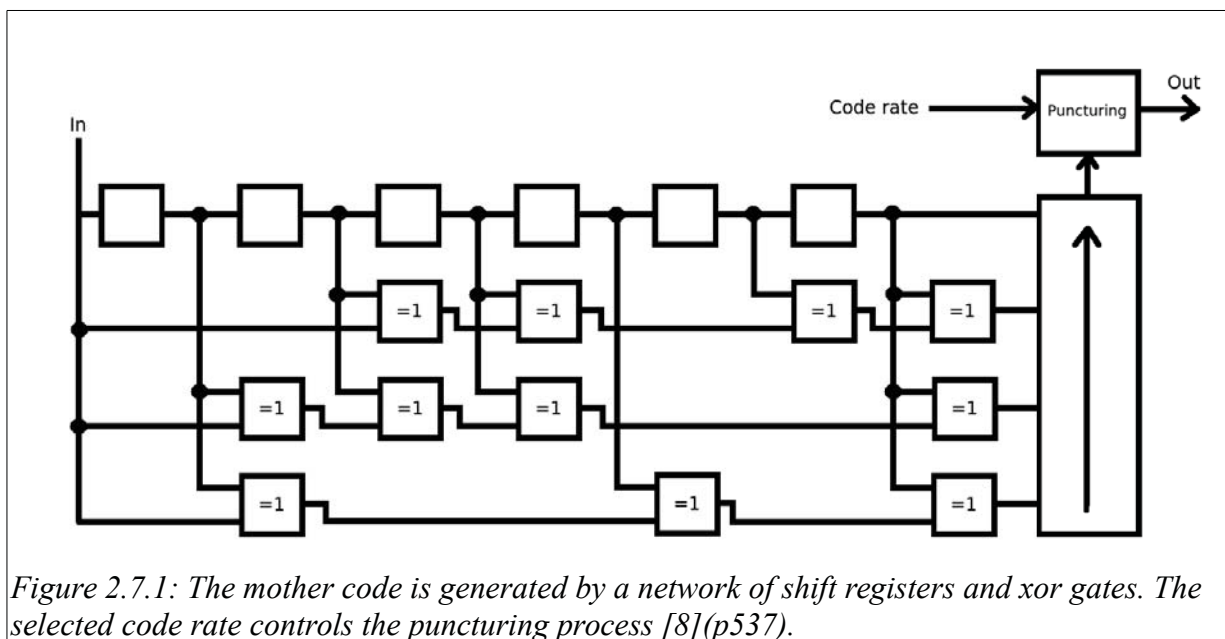 Out
Code rate
Puncturing
In
=1 =1 =1 =1
=1 =1 =1 =1
=1 =1 =1
Figure 2.7.1: The mother code is generated by a network of shift registers and xor gates. The
selected code rate controls the puncturing process [8](p537).